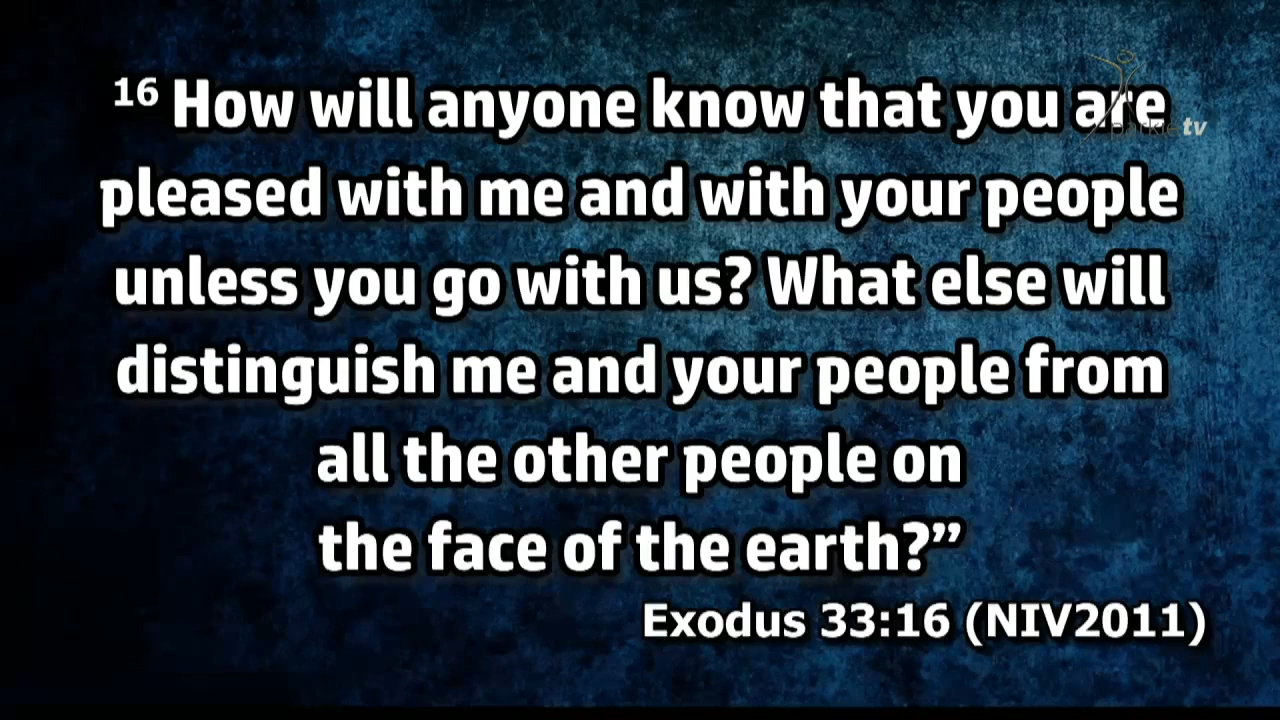 16 How will anyone know that you are
pleased with me and with your people
unless you go with us? What else will
distinguish me and your people from
all the other people on
the face of the earth?”
Exodus 33:16 (NIV2011)
tv